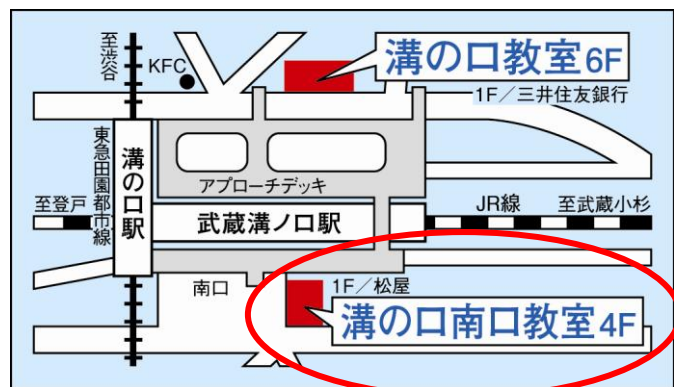 至渋谷
KFC
溝の口教室6F
1F／三井住友銀行
東急田園都市線
溝の口駅
アプローチデッキ
至登戸
武蔵溝ノ口駅
JR線
至武蔵小杉
南口
1F／松屋
溝の口南口教室4F